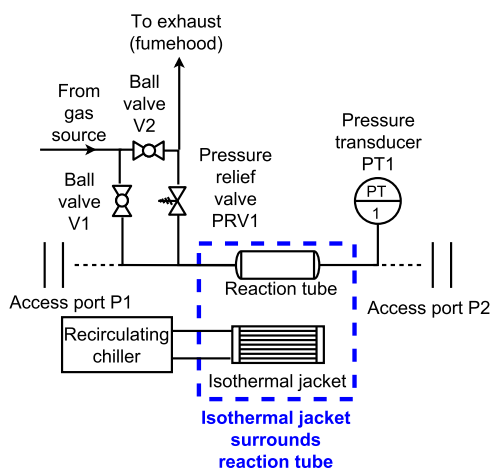 To exhaust
(fumehood)
Ball
valve
V2
From
gas
source
Pressure
relief
valve
PRV1
Pressure
transducer
PT1
Ball
valve
V1
PT
1
Access port P1
Reaction tube
Access port P2
Recirculating
chiller
Isothermal jacket
Isothermal jacket
surrounds
reaction tube